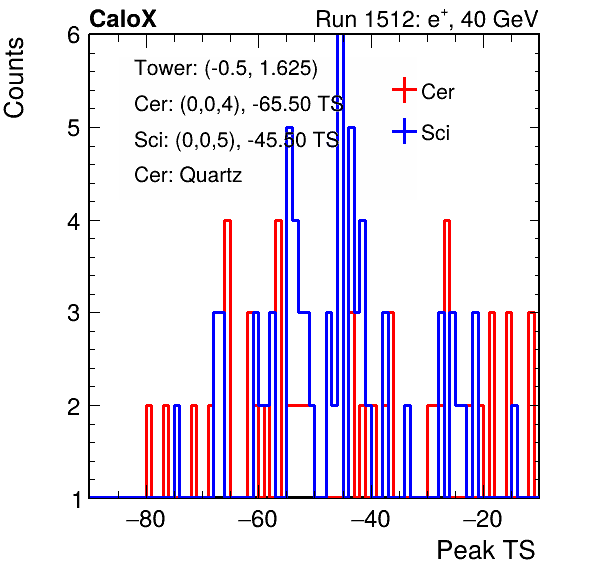 CaloX Run 1512: e+, 40 GeV
Counts
Tower: (-0.5, 1.625)
Cer: (0,0,4), -65.50 TS
Sci: (0,0,5), -45.50 TS
Cer: Quartz
Cer
Sci
6
5
4
3
2
1
−80 −60 −40 −20
Peak TS